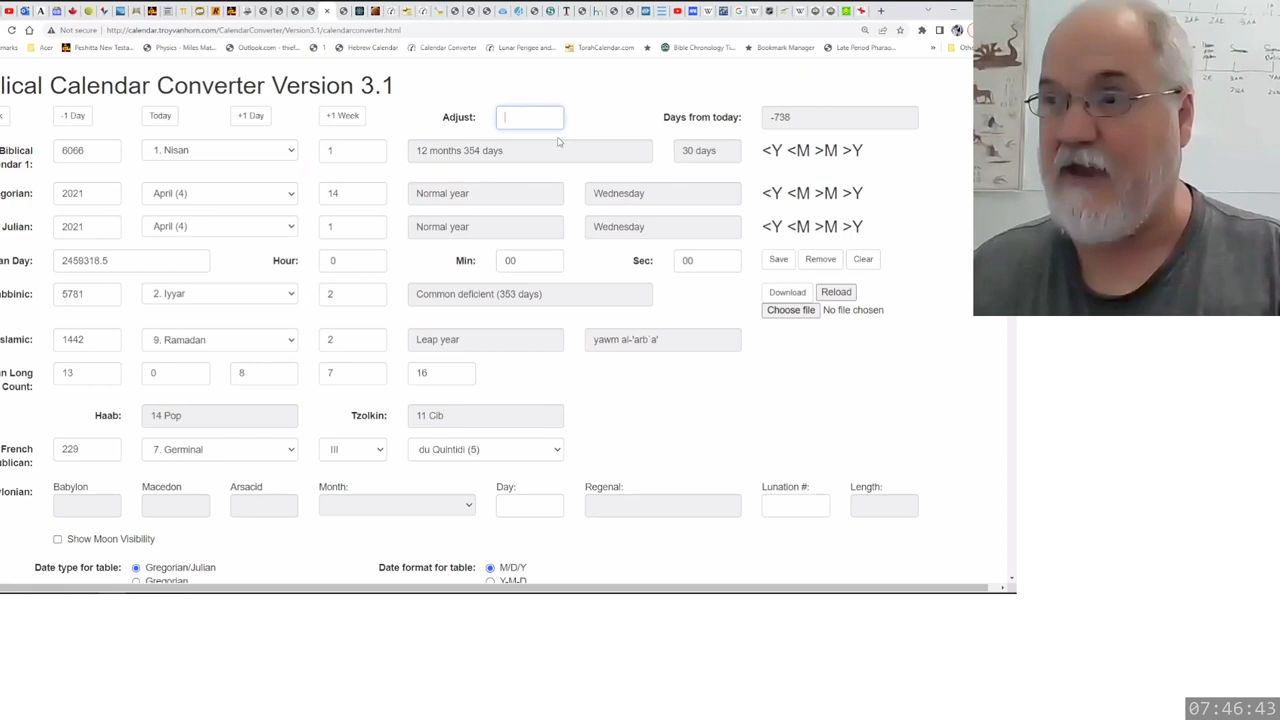 marks Acer Peshitta New Testa... Physics - Miles Mat... Outlook.com - thief... 1 Hebrew Calendar Calendar Converter Lunar Perigee and... TorahCalendar.com Bible Chronology Ti... Bookmark Manager Late Period Pharao... » Oth
Not secure http://calendar.troyvanhorn.com/CalendarConverter/Version3.1/calendarconverter.html
lical Calendar Converter Version 3.1
k -1 Day Today +1 Day +1 Week Adjust: Days from today: -738
Biblical 6066 1. Nisan 1 12 months 354 days 30 days <Y <M >M >Y
ndar 1:
gorian: 2021 April (4) 14 Normal year Wednesday <Y <M >M >Y
Julian: 2021 April (4) 1 Normal year Wednesday <Y <M >M >Y
an Day: 2459318.5 Hour: 0 Min: 00 Sec: 00 Save Remove Clear
abbinic: 5781 2. Iyyar 2 Common deficient (353 days) Download Reload
Choose file No file chosen
slamic: 1442 9. Ramadan 2 Leap year yawm al-'arb`a'
an Long 13 0 8 7 16
Count:
Haab: 14 Pop Tzolkin: 11 Cib
French 229 7. Germinal III du Quintidi (5)
ublican:
Babylon Macedon Arsacid Month: Day: Regenal: Lunation #: Length:
ylonian:
Show Moon Visibility
Date type for table: Gregorian/Julian Date format for table: M/D/Y
Gregorian Y-M-D
07:46:43